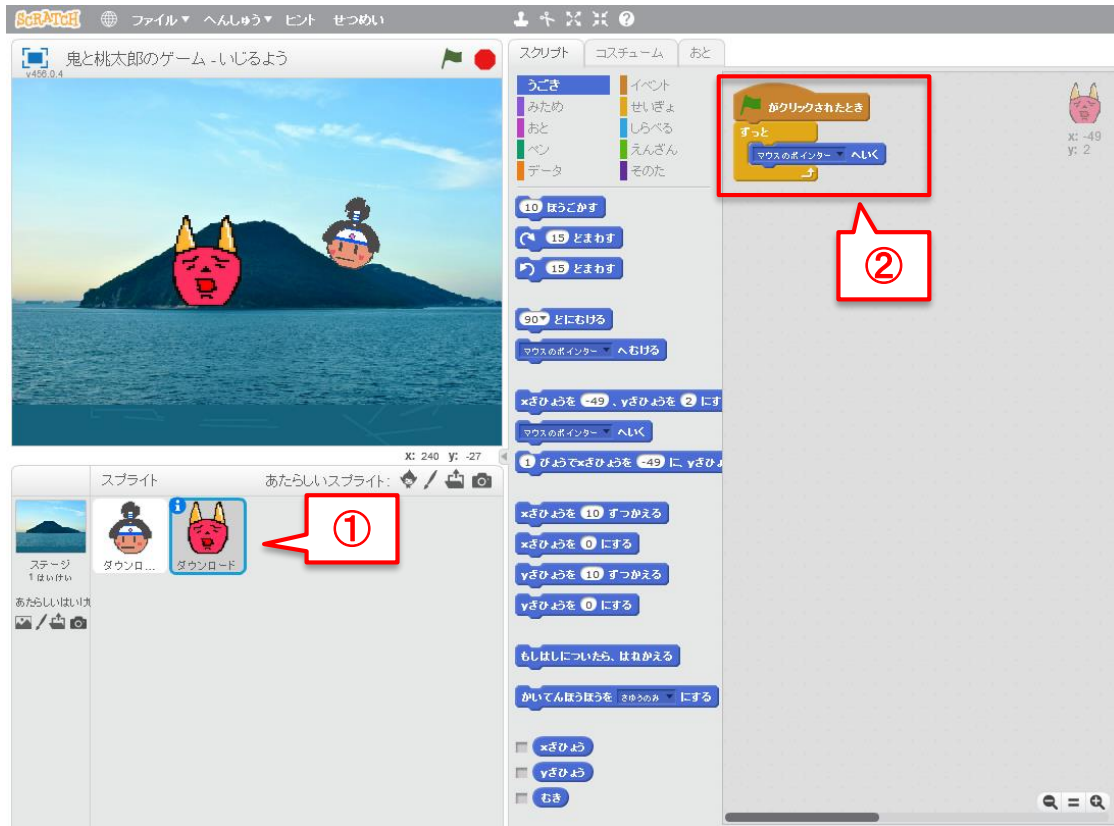 SCRATCH ファイル▼ へんしゅう▼ ヒント せつめい
鬼と桃太郎のゲーム - いじるよう
v456.0.4
x: 240 y: -27
スプライト あたらしいスプライト:
ステージ
1 はいけい
あたらしいはいけ
ダウンロ...
ダウンロード
①
スクリプト コスチューム おと
うごき イベント
みため せいぎょ
おと しらべる
ペン えんざん
データ そのた
10 ほうごかす
15 どまわす
15 どまわす
90▼ どにむける
マウスのポインター へむける
xざひょうを -49 、yざひょうを 2 にす
マウスのポインター へいく
1 びょうでxざひょうを -49 に、yざひょ
xざひょうを 10 ずつかえる
xざひょうを 0 にする
yざひょうを 10 ずつかえる
yざひょうを 0 にする
もしはしについたら、はねかえる
かいてんほうほうを さゆうのみ にする
xざひょう
yざひょう
むき
がクリックされたとき
ずっと
マウスのポインター へいく
②
x: -49
y: 2